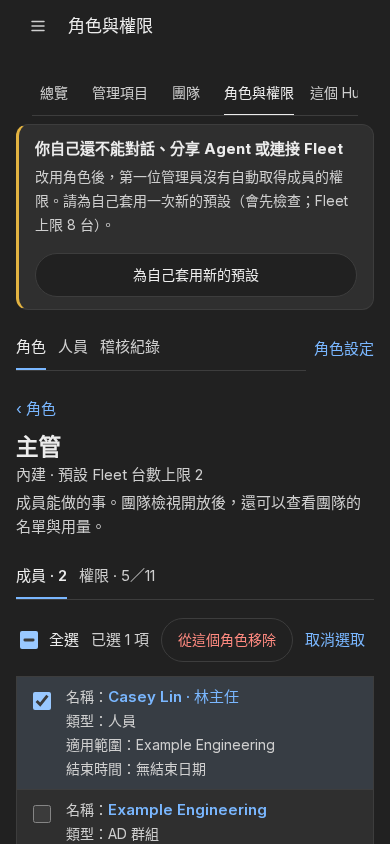 角色與權限
總覽 管理項目 團隊 角色與權限 這個 Hu
你自己還不能對話、分享 Agent 或連接 Fleet
改用角色後，第一位管理員沒有自動取得成員的權
限。請為自己套用一次新的預設（會先檢查；Fleet
上限 8 台）。
為自己套用新的預設
角色 人員 稽核紀錄 角色設定
‹ 角色
主管
內建 · 預設 Fleet 台數上限 2
成員能做的事。團隊檢視開放後，還可以查看團隊的
名單與用量。
成員 · 2 權限 · 5／11
全選 已選 1 項 從這個角色移除 取消選取
名稱：Casey Lin · 林主任
類型：人員
適用範圍：Example Engineering
結束時間：無結束日期
名稱：Example Engineering
類型：AD 群組